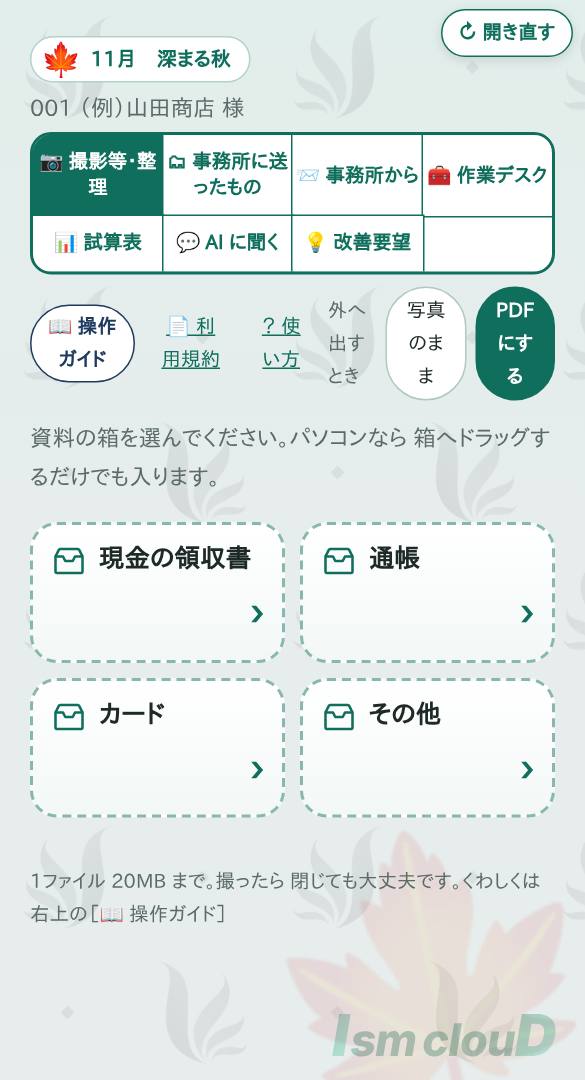 ↻ 開き直す
🍁 11月 深まる秋
001 (例)山田商店 様
📷 撮影等・整
理
🗂 事務所に送
ったもの
📨 事務所から
🧰 作業デスク
📊 試算表
💬 AI に聞く
💡 改善要望
📖 操作
ガイド
📄 利
用規約
? 使
い方
外へ
出す
とき
写真
のま
ま
PDF
にす
る
資料の箱を選んでください。パソコンなら 箱へドラッグす
るだけでも入ります。
現金の領収書
›
通帳
›
カード
›
その他
›
1ファイル 20MB まで。撮ったら 閉じても大丈夫です。くわしくは
右上の[📖 操作ガイド]
Ism clouD